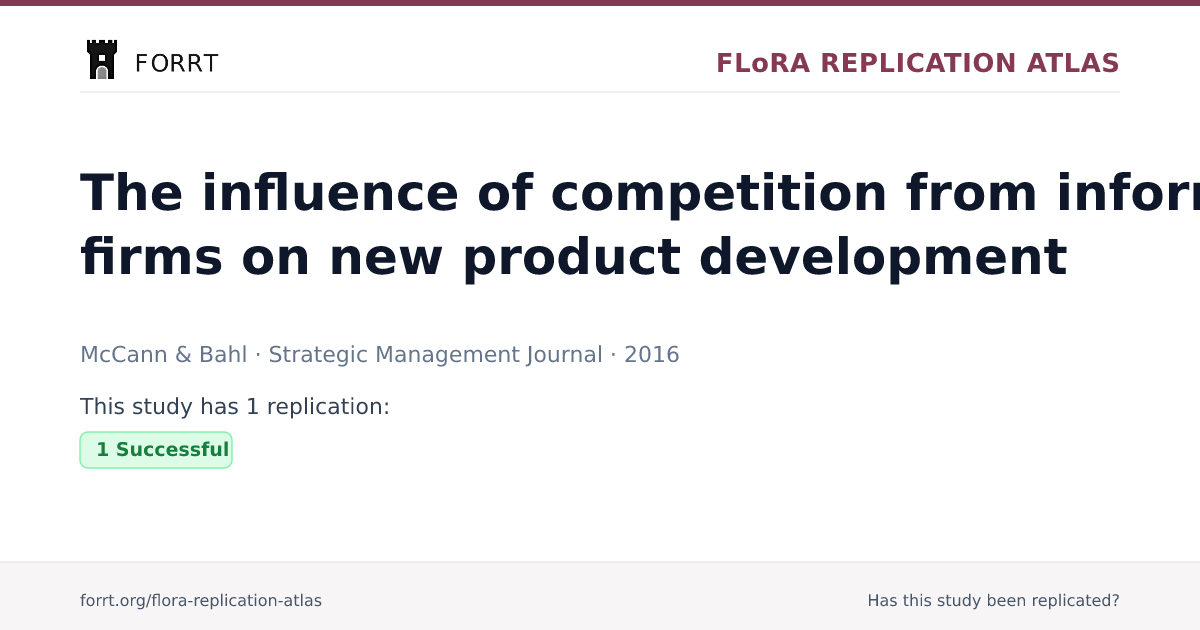 FORRT
FLoRA REPLICATION ATLAS
The influence of competition from
firms on new product development
McCann & Bahl · Strategic Management Journal · 2016
This study has 1 replication:
1 Successful
forrt.org/flora-replication-atlas
Has this study been replicated?